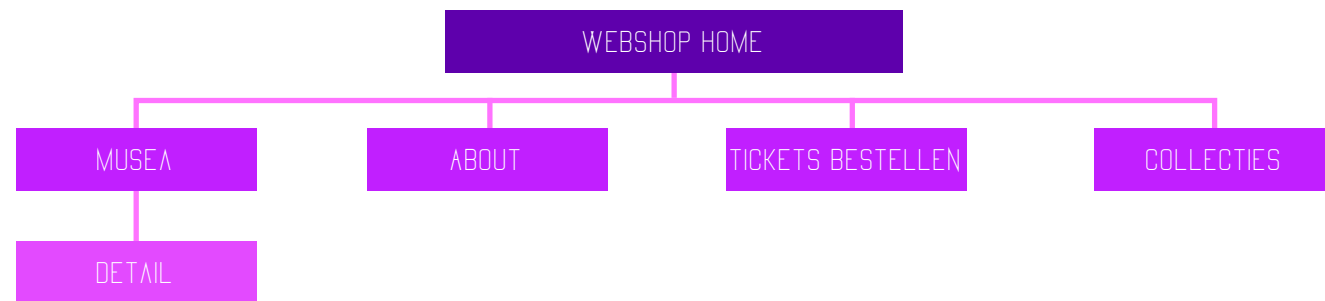 WEBSHOP HOME
MUSEA
ABOUT
TICKETS BESTELLEN
COLLECTIES
DETAIL